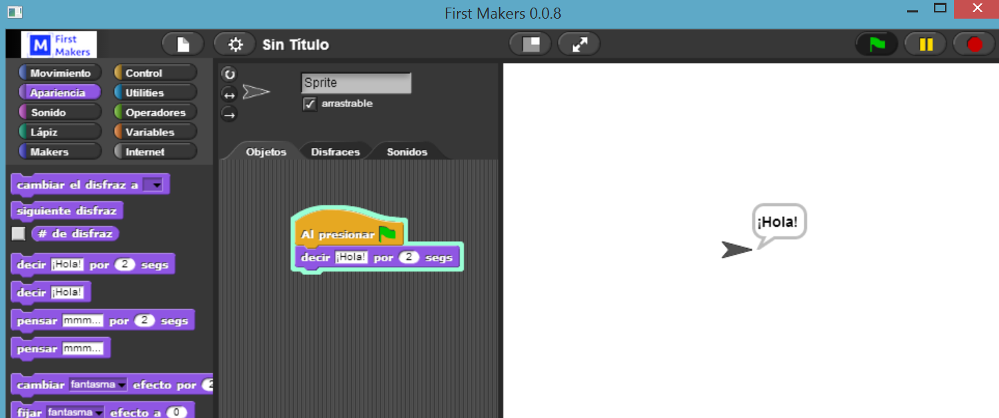 First Makers 0.0.8
M First Makers
Sin Título
Movimiento
Control
Apariencia
Utilities
Sonido
Operadores
Lápiz
Variables
Makers
Internet
cambiar el disfraz a
siguiente disfraz
# de disfraz
decir ¡Hola! por 2 segs
decir ¡Hola!
pensar mmm... por 2 segs
pensar mmm...
cambiar fantasma efecto por
fijar fantasma efecto a 0
Sprite
arrastrable
Objetos
Disfraces
Sonidos
Al presionar
decir ¡Hola! por 2 segs
¡Hola!